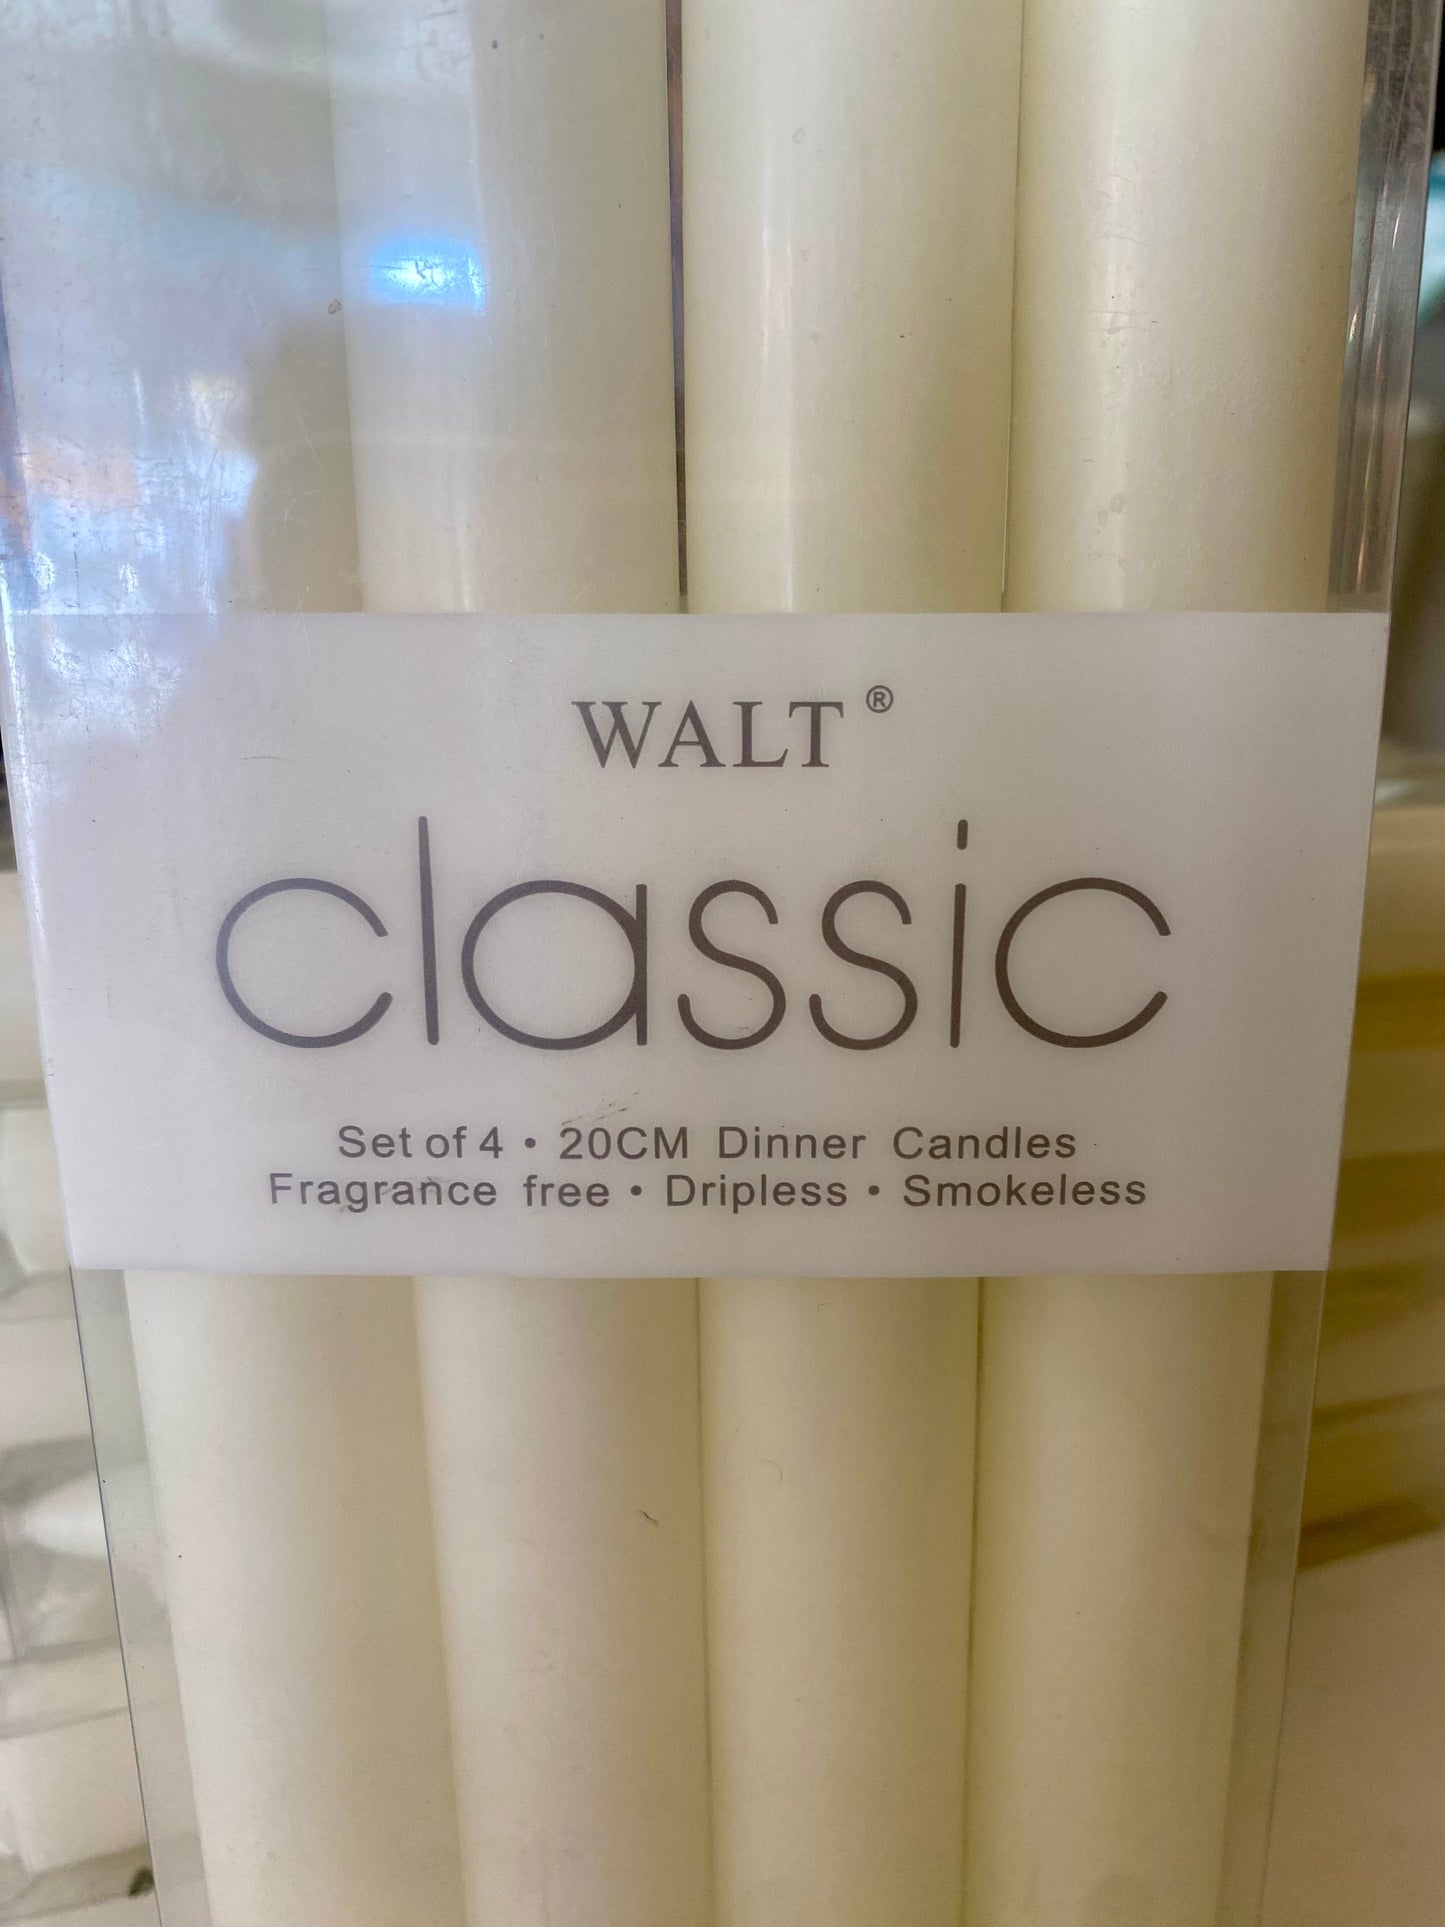 WALT®
classic
Set of 4 • 20CM Dinner Candles
Fragrance free • Dripless • Smokeless